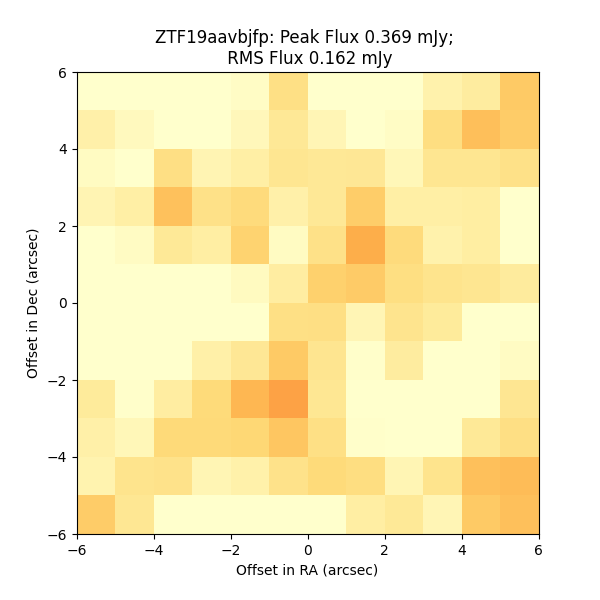 ZTF19aavbjfp: Peak Flux 0.369 mJy;
RMS Flux 0.162 mJy
6
4
2
0
−2
−4
−6
Offset in Dec (arcsec)
−6 −4 −2 0 2 4 6
Offset in RA (arcsec)